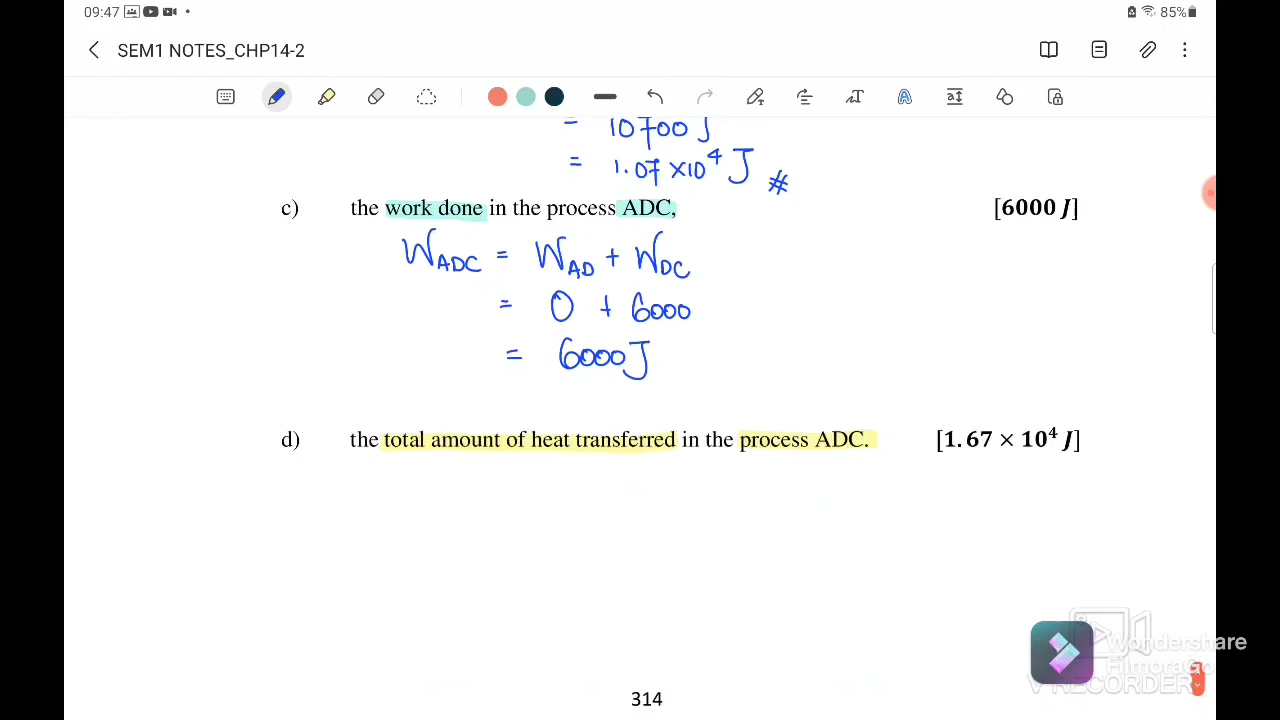 09:47 85%
SEM1 NOTES_CHP14-2
= 10700 J
= 1.07 ×10⁴ J #
c) the work done in the process ADC, [6000 J]
W_ADC = W_AD + W_DC
= 0 + 6000
= 6000 J
d) the total amount of heat transferred in the process ADC. [1.67 × 10⁴ J]
Wondershare
FilmoraGo
V RECORDER
314